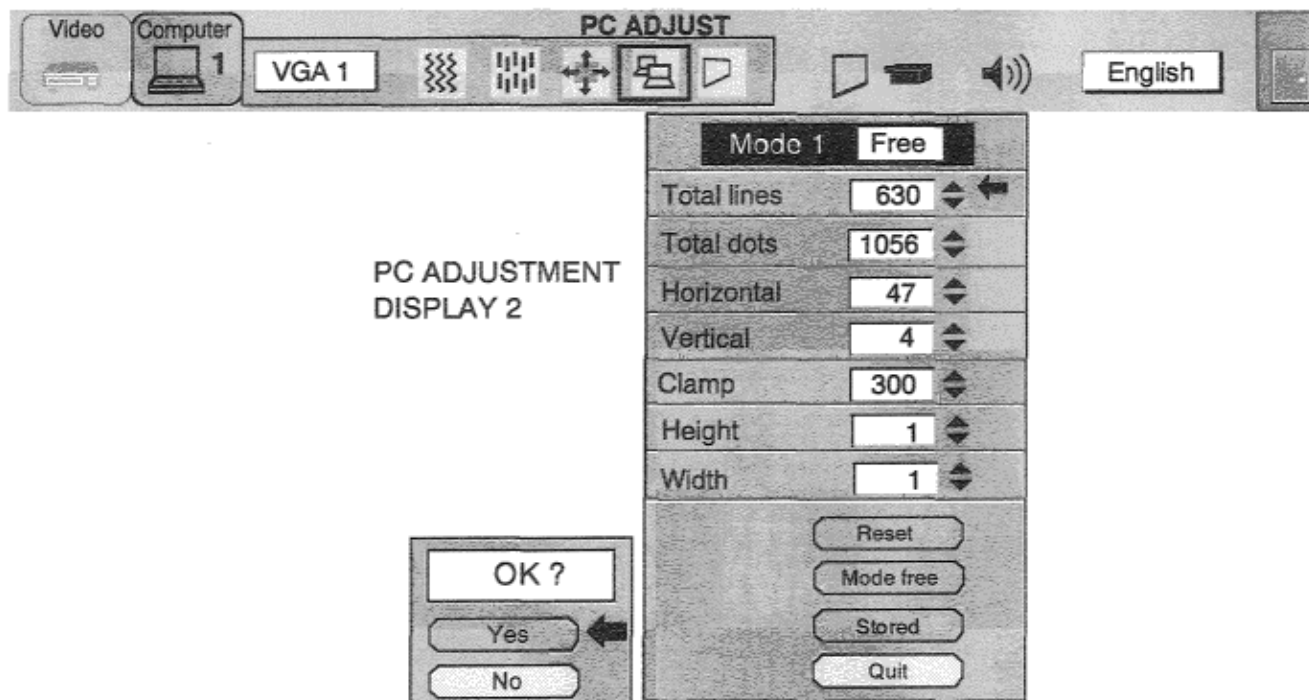 PC ADJUST
Video
Computer
1
VGA 1
English
Mode 1 Free
Total lines 630
Total dots 1056
Horizontal 47
Vertical 4
Clamp 300
Height 1
Width 1
Reset
Mode free
Stored
Quit
PC ADJUSTMENT
DISPLAY 2
OK ?
Yes
No